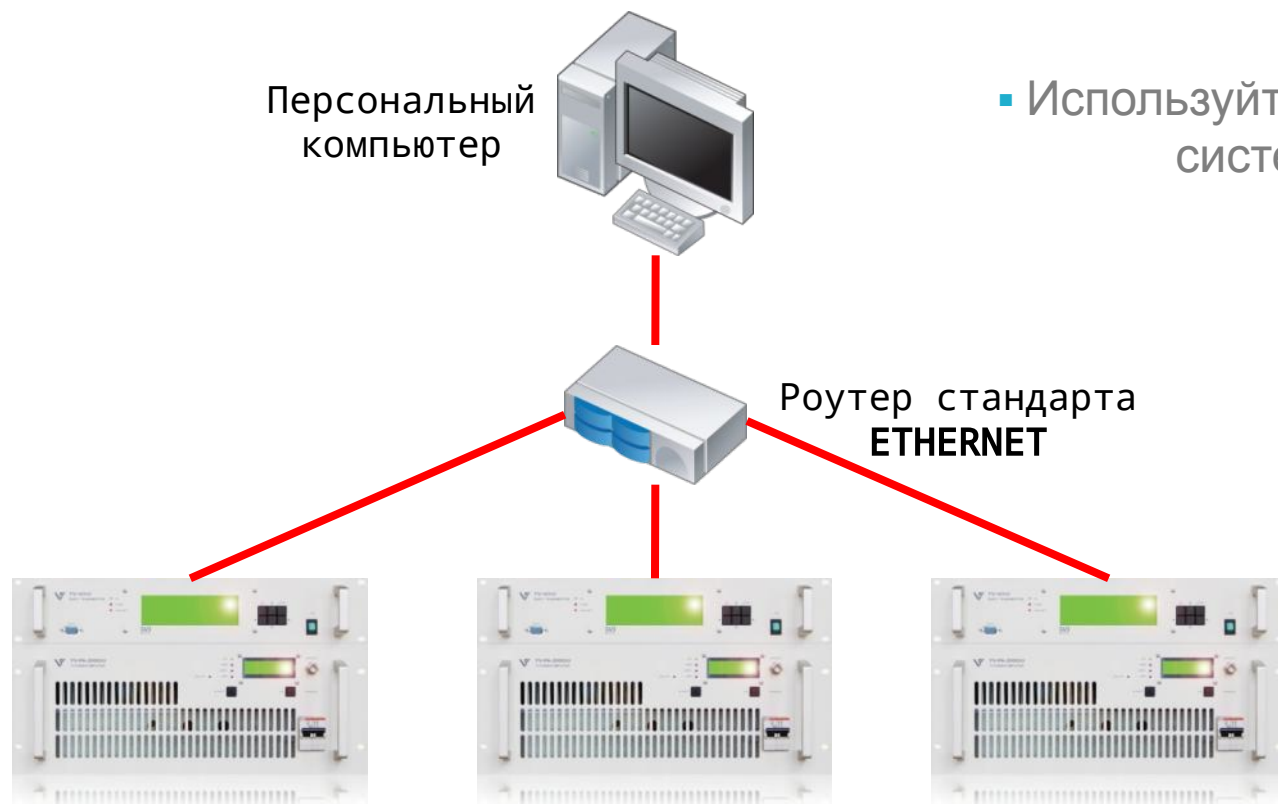 Персональный
компьютер
▪ Используйт
систе
Роутер стандарта
ETHERNET